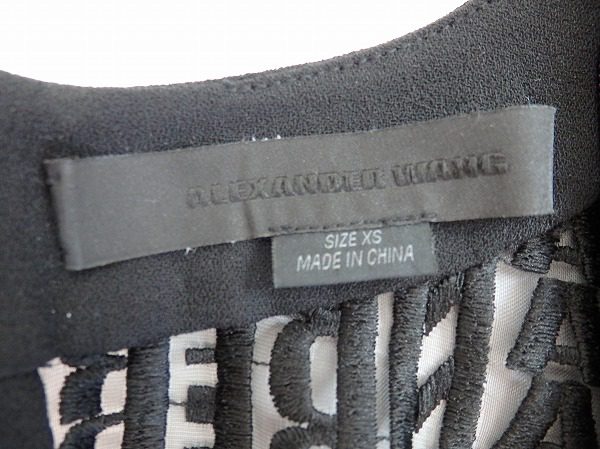 ALEXANDER WANG
SIZE XS
MADE IN CHINA